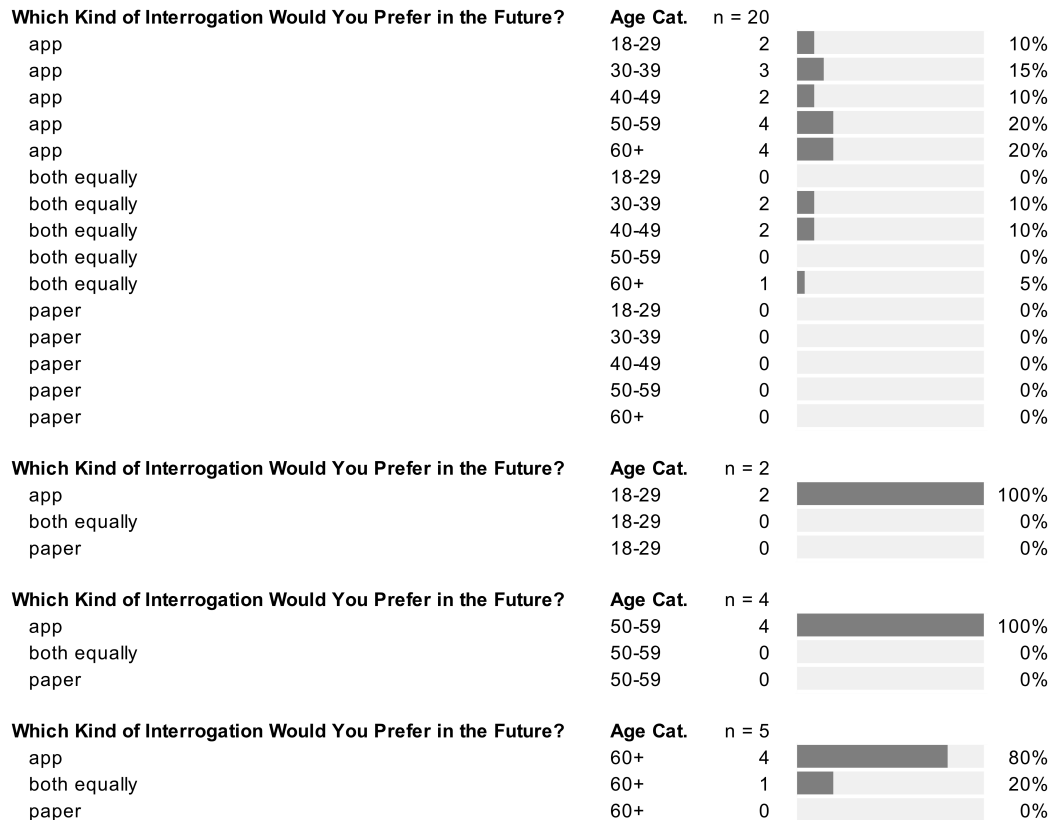 Which Kind of Interrogation Would You Prefer in the Future? Age Cat. n = 20
app 18-29 2 10%
app 30-39 3 15%
app 40-49 2 10%
app 50-59 4 20%
app 60+ 4 20%
both equally 18-29 0 0%
both equally 30-39 2 10%
both equally 40-49 2 10%
both equally 50-59 0 0%
both equally 60+ 1 5%
paper 18-29 0 0%
paper 30-39 0 0%
paper 40-49 0 0%
paper 50-59 0 0%
paper 60+ 0 0%
Which Kind of Interrogation Would You Prefer in the Future? Age Cat. n = 2
app 18-29 2 100%
both equally 18-29 0 0%
paper 18-29 0 0%
Which Kind of Interrogation Would You Prefer in the Future? Age Cat. n = 4
app 50-59 4 100%
both equally 50-59 0 0%
paper 50-59 0 0%
Which Kind of Interrogation Would You Prefer in the Future? Age Cat. n = 5
app 60+ 4 80%
both equally 60+ 1 20%
paper 60+ 0 0%